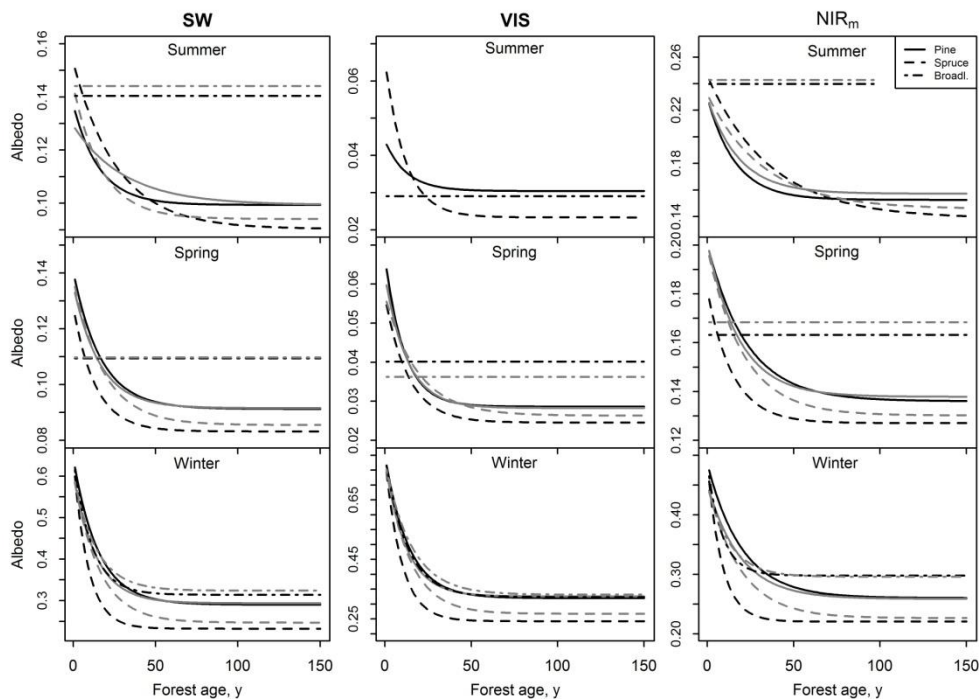 SW
VIS
NIRm
Summer
Summer
Summer
Pine
Spruce
Broadl.
Albedo
0.10 0.12 0.14 0.16
0.02 0.04 0.06
0.14 0.18 0.22 0.26
Spring
Spring
Spring
Albedo
0.08 0.10 0.12 0.14
0.02 0.03 0.04 0.05 0.06
0.12 0.14 0.16 0.18 0.20
Winter
Winter
Winter
Albedo
0.3 0.4 0.5 0.6
0.25 0.35 0.45 0.55 0.65
0.20 0.30 0.40
0 50 100 150
0 50 100 150
0 50 100 150
Forest age, y
Forest age, y
Forest age, y